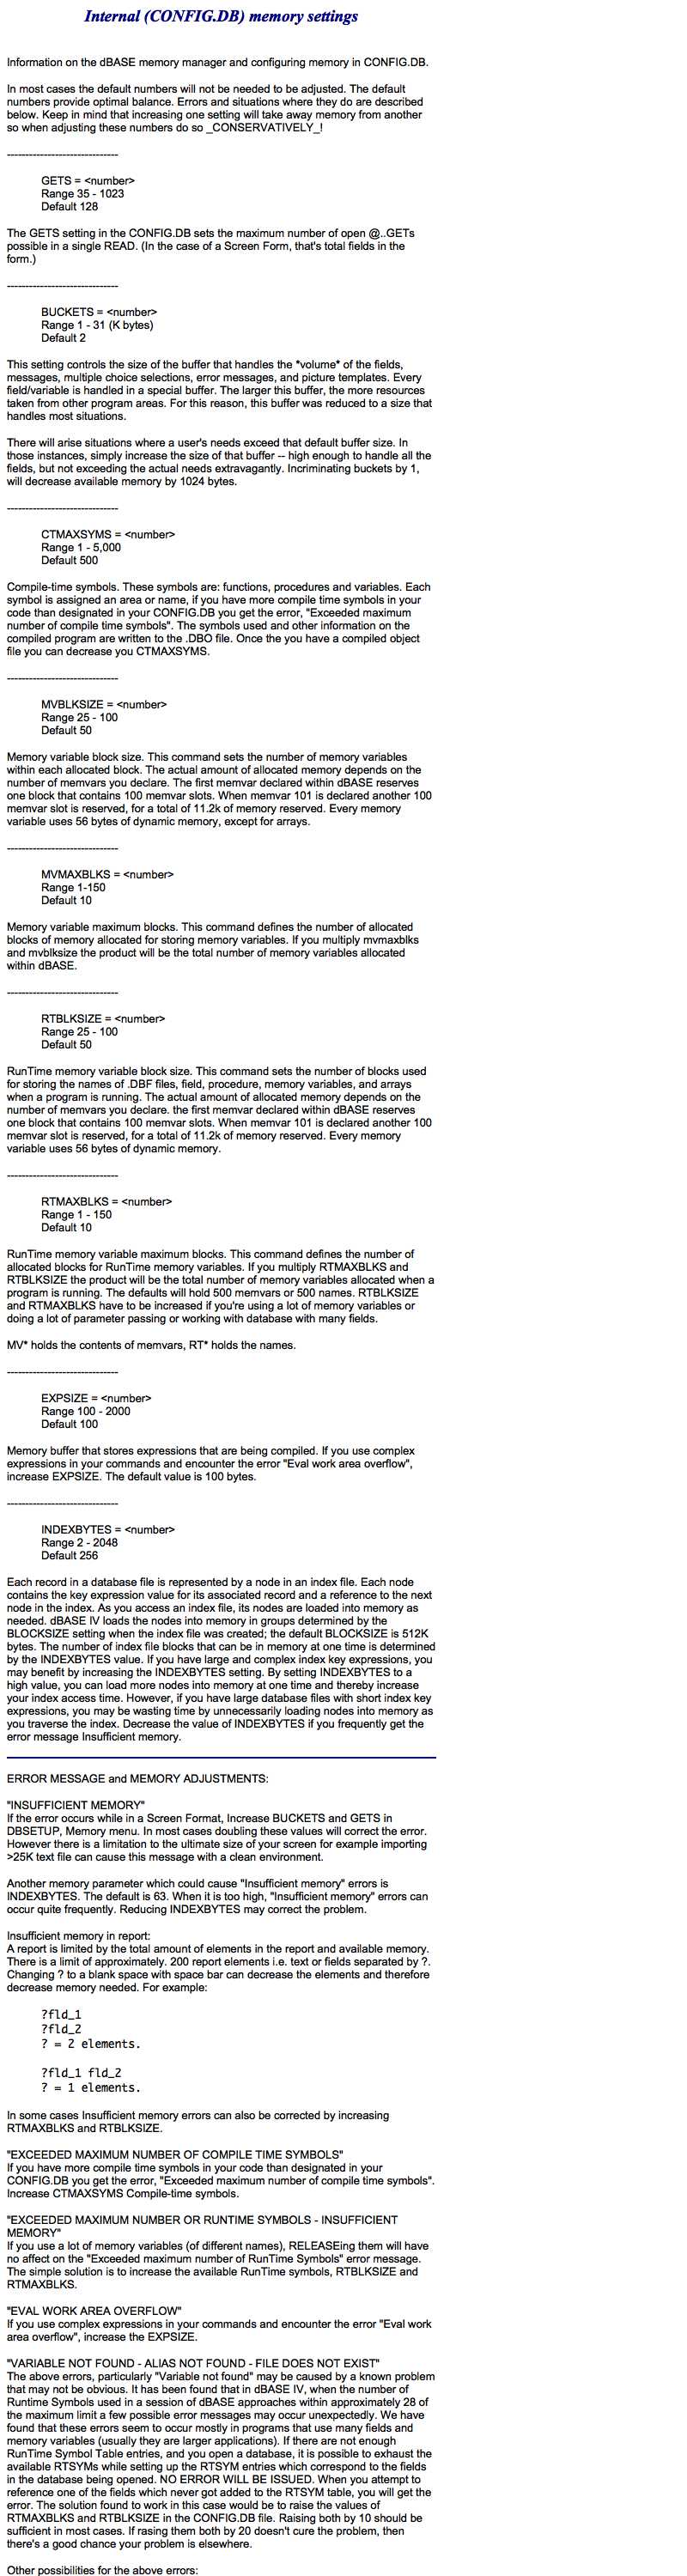 Internal (CONFIG.DB) memory settings
Information on the dBASE memory manager and configuring memory in CONFIG.DB.
In most cases the default numbers will not be needed to be adjusted. The default
numbers provide optimal balance. Errors and situations where they do are described
below. Keep in mind that increasing one setting will take away memory from another
so when adjusting these numbers do so _CONSERVATIVELY_!
------------------------------
GETS = <number>
Range 35 - 1023
Default 128
The GETS setting in the CONFIG.DB sets the maximum number of open @..GETs
possible in a single READ. (In the case of a Screen Form, that's total fields in the
form.)
------------------------------
BUCKETS = <number>
Range 1 - 31 (K bytes)
Default 2
This setting controls the size of the buffer that handles the *volume* of the fields,
messages, multiple choice selections, error messages, and picture templates. Every
field/variable is handled in a special buffer. The larger this buffer, the more resources
taken from other program areas. For this reason, this buffer was reduced to a size that
handles most situations.
There will arise situations where a user's needs exceed that default buffer size. In
those instances, simply increase the size of that buffer -- high enough to handle all the
fields, but not exceeding the actual needs extravagantly. Incriminating buckets by 1,
will decrease available memory by 1024 bytes.
------------------------------
CTMAXSYMS = <number>
Range 1 - 5,000
Default 500
Compile-time symbols. These symbols are: functions, procedures and variables. Each
symbol is assigned an area or name, if you have more compile time symbols in your
code than designated in your CONFIG.DB you get the error, "Exceeded maximum
number of compile time symbols". The symbols used and other information on the
compiled program are written to the .DBO file. Once the you have a compiled object
file you can decrease you CTMAXSYMS.
------------------------------
MVBLKSIZE = <number>
Range 25 - 100
Default 50
Memory variable block size. This command sets the number of memory variables
within each allocated block. The actual amount of allocated memory depends on the
number of memvars you declare. The first memvar declared within dBASE reserves
one block that contains 100 memvar slots. When memvar 101 is declared another 100
memvar slot is reserved, for a total of 11.2k of memory reserved. Every memory
variable uses 56 bytes of dynamic memory, except for arrays.
------------------------------
MVMAXBLKS = <number>
Range 1-150
Default 10
Memory variable maximum blocks. This command defines the number of allocated
blocks of memory allocated for storing memory variables. If you multiply mvmaxblks
and mvblksize the product will be the total number of memory variables allocated
within dBASE.
------------------------------
RTBLKSIZE = <number>
Range 25 - 100
Default 50
RunTime memory variable block size. This command sets the number of blocks used
for storing the names of .DBF files, field, procedure, memory variables, and arrays
when a program is running. The actual amount of allocated memory depends on the
number of memvars you declare. the first memvar declared within dBASE reserves
one block that contains 100 memvar slots. When memvar 101 is declared another 100
memvar slot is reserved, for a total of 11.2k of memory reserved. Every memory
variable uses 56 bytes of dynamic memory.
------------------------------
RTMAXBLKS = <number>
Range 1 - 150
Default 10
RunTime memory variable maximum blocks. This command defines the number of
allocated blocks for RunTime memory variables. If you multiply RTMAXBLKS and
RTBLKSIZE the product will be the total number of memory variables allocated when a
program is running. The defaults will hold 500 memvars or 500 names. RTBLKSIZE
and RTMAXBLKS have to be increased if you're using a lot of memory variables or
doing a lot of parameter passing or working with database with many fields.
MV* holds the contents of memvars, RT* holds the names.
------------------------------
EXPSIZE = <number>
Range 100 - 2000
Default 100
Memory buffer that stores expressions that are being compiled. If you use complex
expressions in your commands and encounter the error "Eval work area overflow",
increase EXPSIZE. The default value is 100 bytes.
------------------------------
INDEXBYTES = <number>
Range 2 - 2048
Default 256
Each record in a database file is represented by a node in an index file. Each node
contains the key expression value for its associated record and a reference to the next
node in the index. As you access an index file, its nodes are loaded into memory as
needed. dBASE IV loads the nodes into memory in groups determined by the
BLOCKSIZE setting when the index file was created; the default BLOCKSIZE is 512K
bytes. The number of index file blocks that can be in memory at one time is determined
by the INDEXBYTES value. If you have large and complex index key expressions, you
may benefit by increasing the INDEXBYTES setting. By setting INDEXBYTES to a
high value, you can load more nodes into memory at one time and thereby increase
your index access time. However, if you have large database files with short index key
expressions, you may be wasting time by unnecessarily loading nodes into memory as
you traverse the index. Decrease the value of INDEXBYTES if you frequently get the
error message Insufficient memory.
ERROR MESSAGE and MEMORY ADJUSTMENTS:
"INSUFFICIENT MEMORY"
If the error occurs while in a Screen Format, Increase BUCKETS and GETS in
DBSETUP, Memory menu. In most cases doubling these values will correct the error.
However there is a limitation to the ultimate size of your screen for example importing
>25K text file can cause this message with a clean environment.
Another memory parameter which could cause "Insufficient memory" errors is
INDEXBYTES. The default is 63. When it is too high, "Insufficient memory" errors can
occur quite frequently. Reducing INDEXBYTES may correct the problem.
Insufficient memory in report:
A report is limited by the total amount of elements in the report and available memory.
There is a limit of approximately. 200 report elements i.e. text or fields separated by ?.
Changing ? to a blank space with space bar can decrease the elements and therefore
decrease memory needed. For example:
?fld_1
?fld_2
? = 2 elements.
?fld_1 fld_2
? = 1 elements.
In some cases Insufficient memory errors can also be corrected by increasing
RTMAXBLKS and RTBLKSIZE.
"EXCEEDED MAXIMUM NUMBER OF COMPILE TIME SYMBOLS"
If you have more compile time symbols in your code than designated in your
CONFIG.DB you get the error, "Exceeded maximum number of compile time symbols".
Increase CTMAXSYMS Compile-time symbols.
"EXCEEDED MAXIMUM NUMBER OR RUNTIME SYMBOLS - INSUFFICIENT
MEMORY"
If you use a lot of memory variables (of different names), RELEASEing them will have
no affect on the "Exceeded maximum number of RunTime Symbols" error message.
The simple solution is to increase the available RunTime symbols, RTBLKSIZE and
RTMAXBLKS.
"EVAL WORK AREA OVERFLOW"
If you use complex expressions in your commands and encounter the error "Eval work
area overflow", increase the EXPSIZE.
"VARIABLE NOT FOUND - ALIAS NOT FOUND - FILE DOES NOT EXIST"
The above errors, particularly "Variable not found" may be caused by a known problem
that may not be obvious. It has been found that in dBASE IV, when the number of
Runtime Symbols used in a session of dBASE approaches within approximately 28 of
the maximum limit a few possible error messages may occur unexpectedly. We have
found that these errors seem to occur mostly in programs that use many fields and
memory variables (usually they are larger applications). If there are not enough
RunTime Symbol Table entries, and you open a database, it is possible to exhaust the
available RTSYMs while setting up the RTSYM entries which correspond to the fields
in the database being opened. NO ERROR WILL BE ISSUED. When you attempt to
reference one of the fields which never got added to the RTSYM table, you will get the
error. The solution found to work in this case would be to raise the values of
RTMAXBLKS and RTBLKSIZE in the CONFIG.DB file. Raising both by 10 should be
sufficient in most cases. If rasing them both by 20 doesn't cure the problem, then
there's a good chance your problem is elsewhere.
Other possibilities for the above errors: